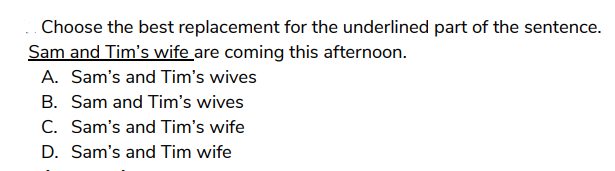 Choose the best replacement for the underlined part of the sentence.
Sam and Tim’s wife are coming this afternoon.
A. Sam’s and Tim’s wives
B. Sam and Tim’s wives
C. Sam’s and Tim’s wife
D. Sam’s and Tim wife